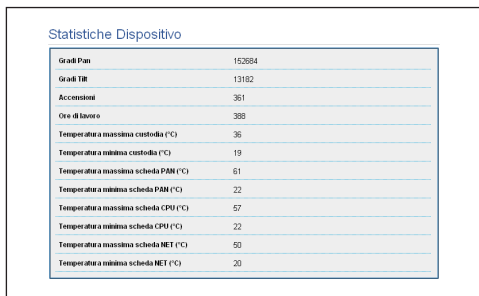 Statistiche Dispositivo
Gradi Pan 152684
Gradi Tilt 13182
Accensioni 361
Ore di lavoro 388
Temperatura massima custodia (°C) 36
Temperatura minima custodia (°C) 19
Temperatura massima scheda PAN (°C) 61
Temperatura minima scheda PAN (°C) 22
Temperatura massima scheda CPU (°C) 57
Temperatura minima scheda CPU (°C) 22
Temperatura massima scheda NET (°C) 50
Temperatura minima scheda NET (°C) 20